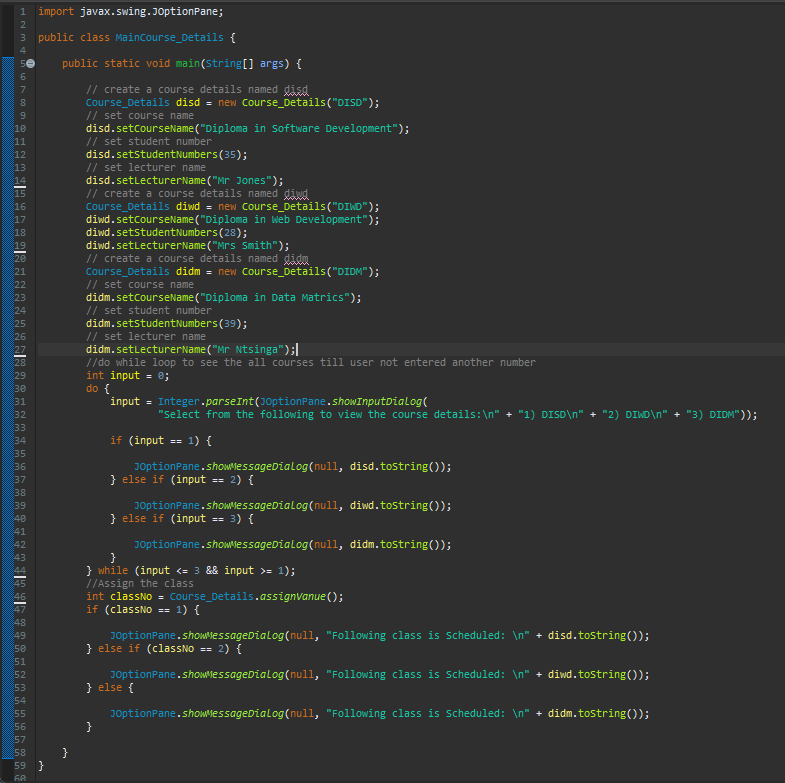 1 import javax.swing.JOptionPane;
2
3 public class MainCourse_Details {
4
5 public static void main(String[] args) {
6
7 // create a course details named disd
8 Course_Details disd = new Course_Details("DISD");
9 // set course name
10 disd.setCourseName("Diploma in Software Development");
11 // set student number
12 disd.setStudentNumbers(35);
13 // set lecturer name
14 disd.setLecturerName("Mr Jones");
15 // create a course details named diwd
16 Course_Details diwd = new Course_Details("DIWD");
17 diwd.setCourseName("Diploma in Web Development");
18 diwd.setStudentNumbers(28);
19 diwd.setLecturerName("Mrs Smith");
20 // create a course details named didm
21 Course_Details didm = new Course_Details("DIDM");
22 // set course name
23 didm.setCourseName("Diploma in Data Matrics");
24 // set student number
25 didm.setStudentNumbers(39);
26 // set lecturer name
27 didm.setLecturerName("Mr Ntsinga");
28 //do while loop to see the all courses till user not entered another number
29 int input = 0;
30 do {
31 input = Integer.parseInt(JOptionPane.showInputDialog(
32 "Select from the following to view the course details:\n" + "1) DISD\n" + "2) DIWD\n" + "3) DIDM"));
33
34 if (input == 1) {
35
36 JOptionPane.showMessageDialog(null, disd.toString());
37 } else if (input == 2) {
38
39 JOptionPane.showMessageDialog(null, diwd.toString());
40 } else if (input == 3) {
41
42 JOptionPane.showMessageDialog(null, didm.toString());
43 }
44 } while (input <= 3 && input >= 1);
45 //Assign the class
46 int classNo = Course_Details.assignVanue();
47 if (classNo == 1) {
48
49 JOptionPane.showMessageDialog(null, "Following class is Scheduled: \n" + disd.toString());
50 } else if (classNo == 2) {
51
52 JOptionPane.showMessageDialog(null, "Following class is Scheduled: \n" + diwd.toString());
53 } else {
54
55 JOptionPane.showMessageDialog(null, "Following class is Scheduled: \n" + didm.toString());
56 }
57
58 }
59 }
60